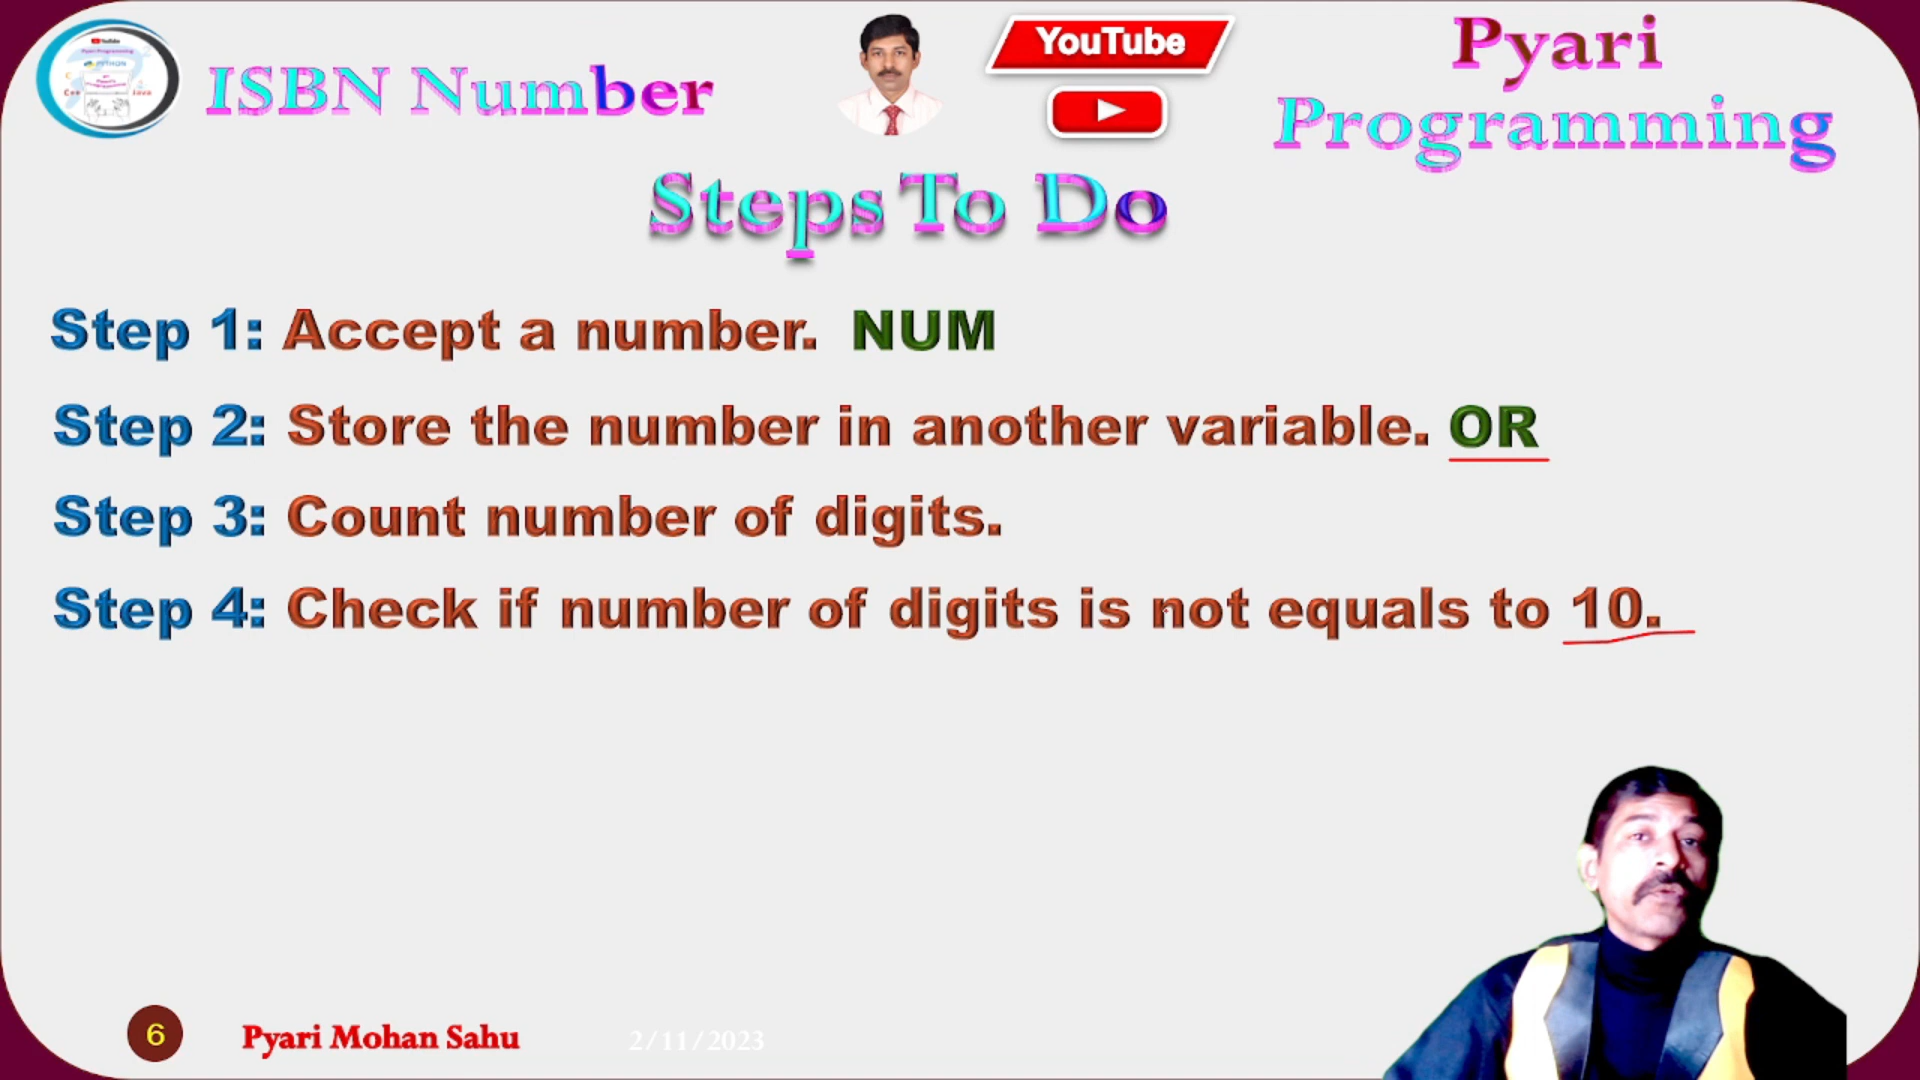 ISBN Number
YouTube
Pyari
Programming
Steps To Do
Step 1: Accept a number. NUM
Step 2: Store the number in another variable. OR
Step 3: Count number of digits.
Step 4: Check if number of digits is not equals to 10.
6
Pyari Mohan Sahu
2/11/2023